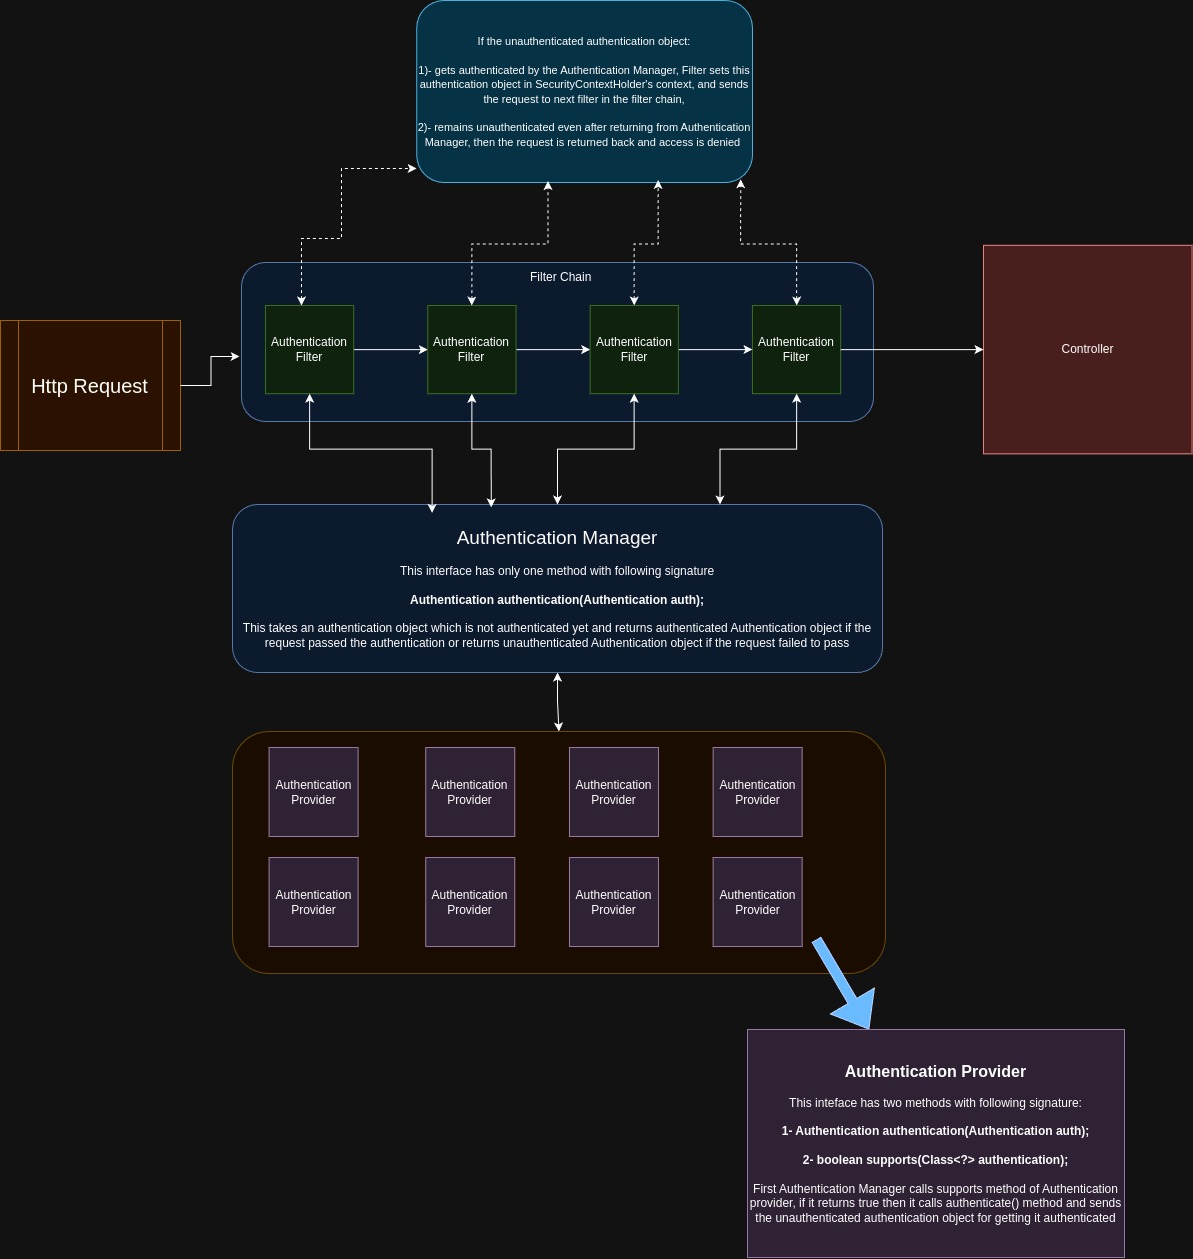 If the unauthenticated authentication object:
1)- gets authenticated by the Authentication Manager, Filter sets this
authentication object in SecurityContextHolder's context, and sends
the request to next filter in the filter chain,
2)- remains unauthenticated even after returning from Authentication
Manager, then the request is returned back and access is denied
Filter Chain
Authentication
Filter
Authentication
Filter
Authentication
Filter
Authentication
Filter
Controller
Http Request
Authentication Manager
This interface has only one method with following signature
Authentication authentication(Authentication auth);
This takes an authentication object which is not authenticated yet and returns authenticated Authentication object if the
request passed the authentication or returns unauthenticated Authentication object if the request failed to pass
Authentication
Provider
Authentication
Provider
Authentication
Provider
Authentication
Provider
Authentication
Provider
Authentication
Provider
Authentication
Provider
Authentication
Provider
Authentication Provider
This inteface has two methods with following signature:
1- Authentication authentication(Authentication auth);
2- boolean supports(Class<?> authentication);
First Authentication Manager calls supports method of Authentication
provider, if it returns true then it calls authenticate() method and sends
the unauthenticated authentication object for getting it authenticated